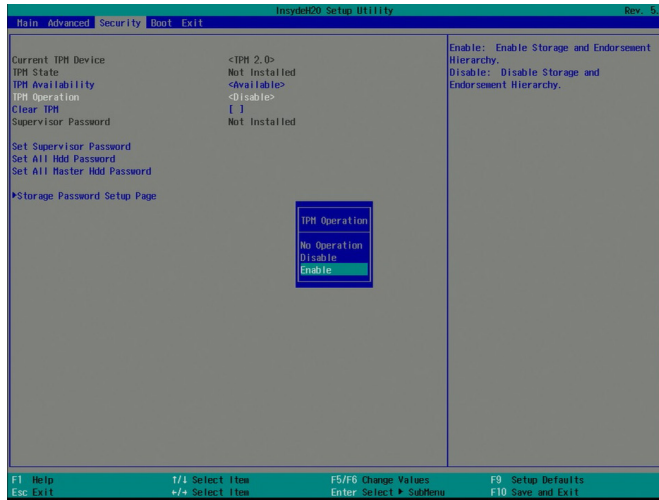 InsydeH20 Setup Utility Rev. 5.
Main Advanced Security Boot Exit
Current TPM Device <TPM 2.0>
TPM State Not Installed
TPM Availability <Available>
TPM Operation <Disable>
Clear TPM [ ]
Supervisor Password Not Installed
Set Supervisor Password
Set All Hdd Password
Set All Master Hdd Password
▶Storage Password Setup Page
TPM Operation
No Operation
Disable
Enable
Enable: Enable Storage and Endorsement
Hierarchy.
Disable: Disable Storage and
Endorsement Hierarchy.
F1 Help ↑/↓ Select Item F5/F6 Change Values F9 Setup Defaults
Esc Exit ←/→ Select Item Enter Select ▶ SubMenu F10 Save and Exit